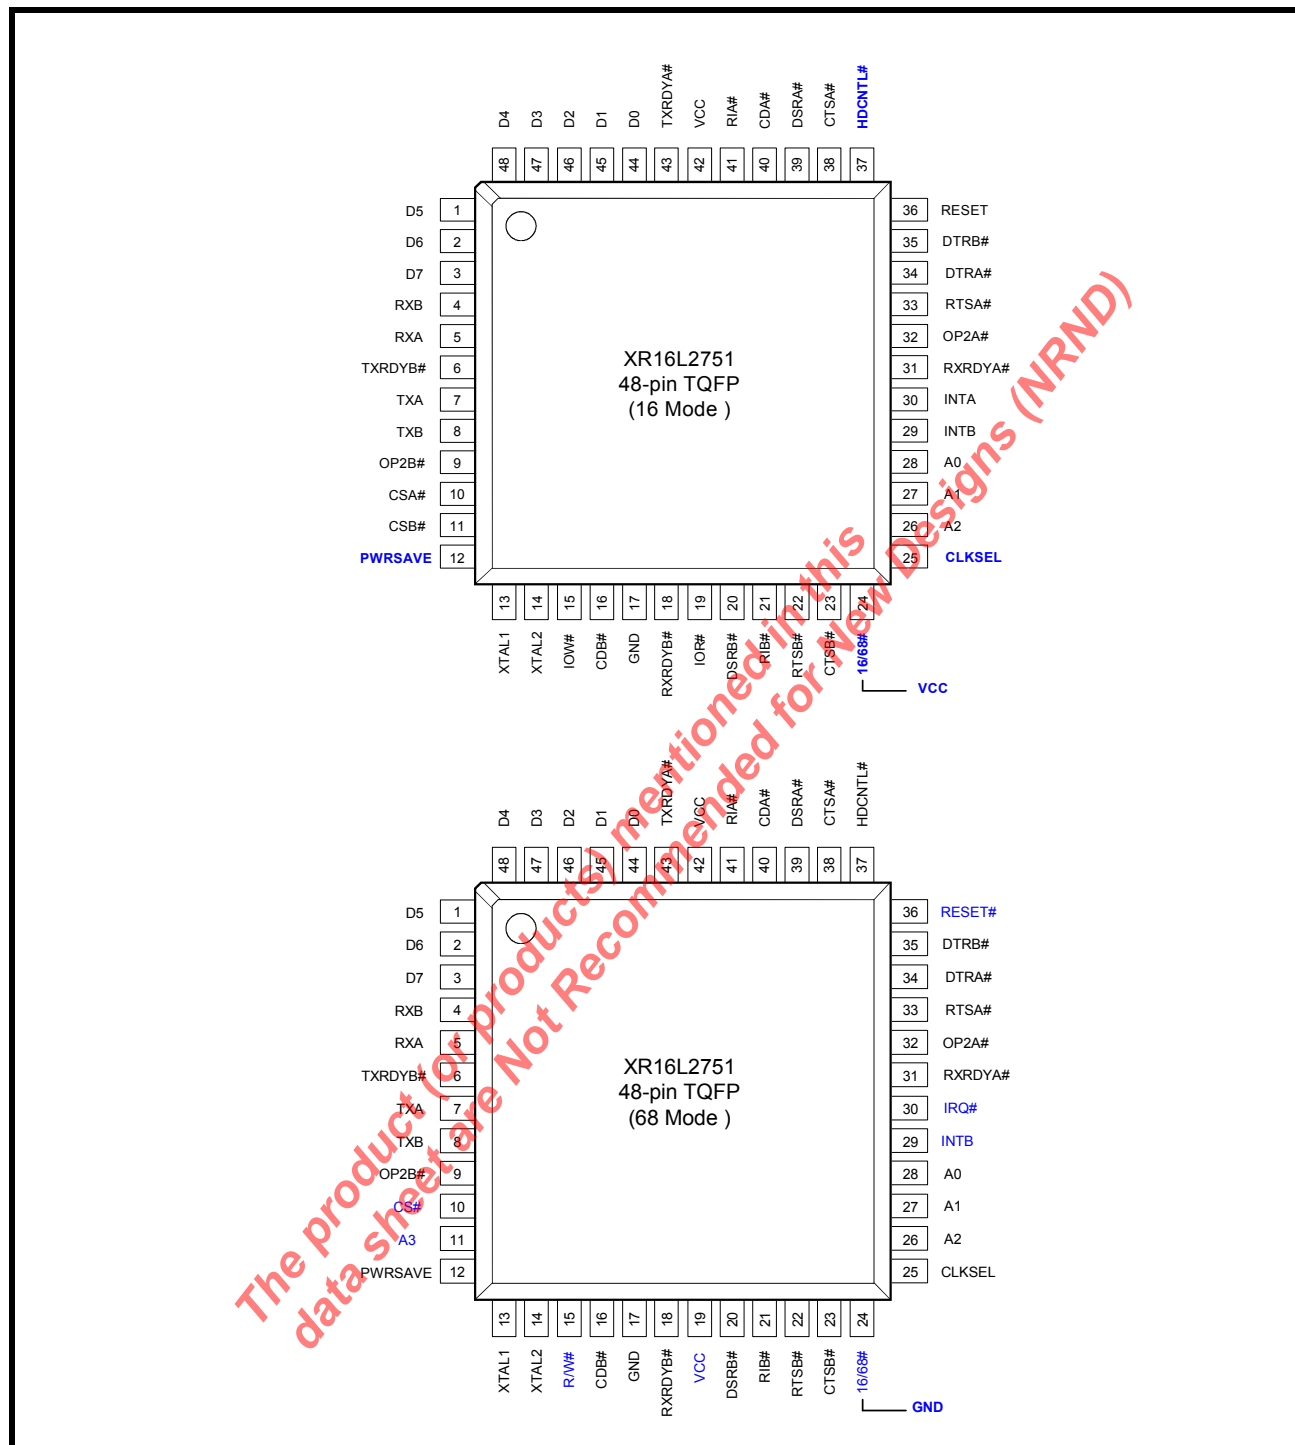 D4 D3 D2 D1 D0 TXRDYA# VCC RIA# CDA# DSRA# CTSA# HDCNTL#
48 47 46 45 44 43 42 41 40 39 38 37
D5 1 36 RESET
D6 2 35 DTRB#
D7 3 34 DTRA#
RXB 4 33 RTSA#
RXA 5 32 OP2A#
TXRDYB# 6 31 RXRDYA#
TXA 7 30 INTA
TXB 8 29 INTB
OP2B# 9 28 A0
CSA# 10 27 A1
CSB# 11 26 A2
PWRSAVE 12 25 CLKSEL
XR16L2751
48-pin TQFP
(16 Mode )
13 14 15 16 17 18 19 20 21 22 23 24
XTAL1 XTAL2 IOW# CDB# GND RXRDYB# IOR# DSRB# RIB# RTSB# CTSB# 16/68#
VCC
D4 D3 D2 D1 D0 TXRDYA# VCC RIA# CDA# DSRA# CTSA# HDCNTL#
48 47 46 45 44 43 42 41 40 39 38 37
D5 1 36 RESET#
D6 2 35 DTRB#
D7 3 34 DTRA#
RXB 4 33 RTSA#
RXA 5 32 OP2A#
TXRDYB# 6 31 RXRDYA#
TXA 7 30 IRQ#
TXB 8 29 INTB
OP2B# 9 28 A0
CS# 10 27 A1
A3 11 26 A2
PWRSAVE 12 25 CLKSEL
XR16L2751
48-pin TQFP
(68 Mode )
13 14 15 16 17 18 19 20 21 22 23 24
XTAL1 XTAL2 R/W# CDB# GND RXRDYB# VCC DSRB# RIB# RTSB# CTSB# 16/68#
GND
The product (or products) mentioned in this
data sheet are Not Recommended for New Designs (NRND)